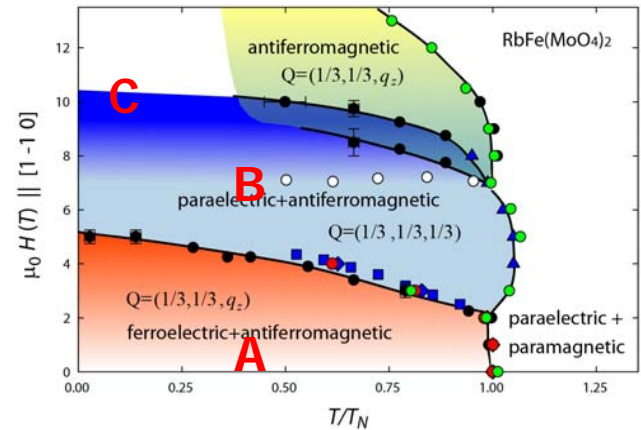 antiferromagnetic
RbFe(MoO4)2
Q=(1/3,1/3,qz)
C
B
paraelectric+antiferromagnetic
Q=(1/3 ,1/3,1/3)
Q=(1/3,1/3,qz)
ferroelectric+antiferromagnetic
A
paraelectric +
paramagnetic
μ0 H (T) || [1 -1 0]
12
10
8
6
4
2
0
0.00 0.25 0.50 0.75 1.00 1.25
T/TN